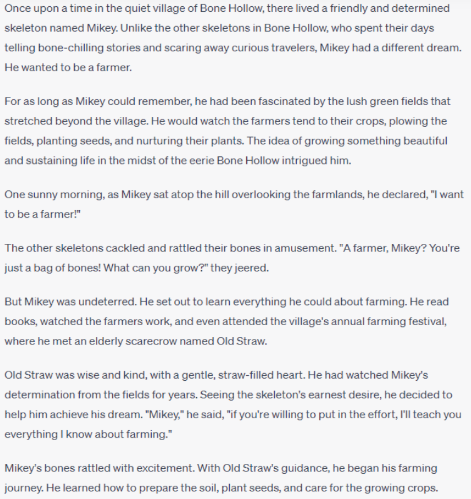 Once upon a time in the quiet village of Bone Hollow, there lived a friendly and determined
skeleton named Mikey. Unlike the other skeletons in Bone Hollow, who spent their days
telling bone-chilling stories and scaring away curious travelers, Mikey had a different dream.
He wanted to be a farmer.
For as long as Mikey could remember, he had been fascinated by the lush green fields that
stretched beyond the village. He would watch the farmers tend to their crops, plowing the
fields, planting seeds, and nurturing their plants. The idea of growing something beautiful
and sustaining life in the midst of the eerie Bone Hollow intrigued him.
One sunny morning, as Mikey sat atop the hill overlooking the farmlands, he declared, "I want
to be a farmer!"
The other skeletons cackled and rattled their bones in amusement. "A farmer, Mikey? You're
just a bag of bones! What can you grow?" they jeered.
But Mikey was undeterred. He set out to learn everything he could about farming. He read
books, watched the farmers work, and even attended the village's annual farming festival,
where he met an elderly scarecrow named Old Straw.
Old Straw was wise and kind, with a gentle, straw-filled heart. He had watched Mikey's
determination from the fields for years. Seeing the skeleton's earnest desire, he decided to
help him achieve his dream. "Mikey," he said, "if you're willing to put in the effort, I'll teach you
everything I know about farming."
Mikey's bones rattled with excitement. With Old Straw's guidance, he began his farming
journey. He learned how to prepare the soil, plant seeds, and care for the growing crops.